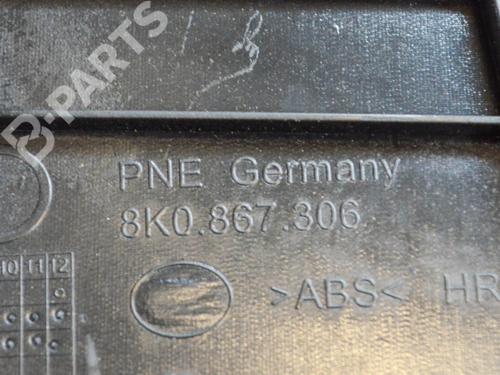 B-PARTS
PNE Germany
8K0.867.306
10 11 12
>ABS< HR